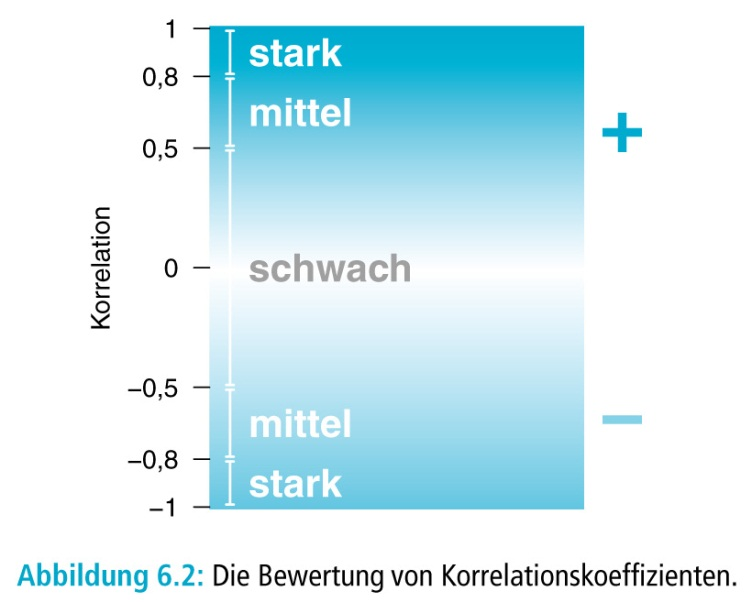 1
stark
0,8
mittel
+
0,5
Korrelation
0
schwach
−0,5
mittel
−
−0,8
stark
−1
Abbildung 6.2: Die Bewertung von Korrelationskoeffizienten.